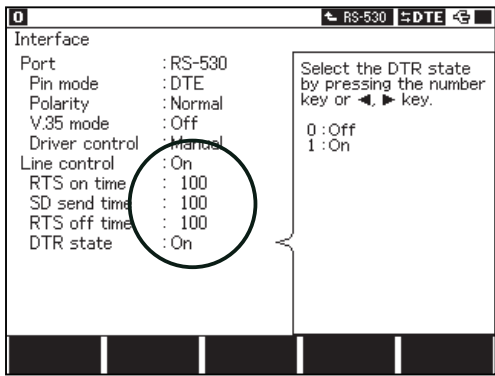 0 RS-530 DTE
Interface
Port : RS-530
Pin mode : DTE
Polarity : Normal
V.35 mode : Off
Driver control : Manual
Line control : On
RTS on time : 100
SD send time : 100
RTS off time : 100
DTR state : On
Select the DTR state
by pressing the number
key or ◀, ▶ key.
0 : Off
1 : On